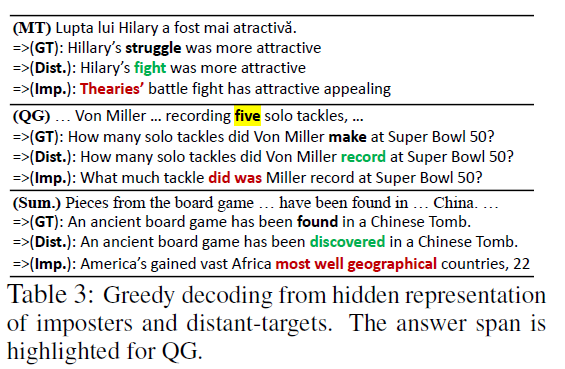 (MT) Lupta lui Hilary a fost mai atractivă.
=>(GT): Hillary's struggle was more attractive
=>(Dist.): Hilary's fight was more attractive
=>(Imp.): Thearies' battle fight has attractive appealing
(QG) … Von Miller … recording five solo tackles, …
=>(GT): How many solo tackles did Von Miller make at Super Bowl 50?
=>(Dist.): How many solo tackles did Von Miller record at Super Bowl 50?
=>(Imp.): What much tackle did was Miller record at Super Bowl 50?
(Sum.) Pieces from the board game … have been found in … China. …
=>(GT): An ancient board game has been found in a Chinese Tomb.
=>(Dist.): An ancient board game has been discovered in a Chinese Tomb.
=>(Imp.): America's gained vast Africa most well geographical countries, 22
Table 3: Greedy decoding from hidden representation
of imposters and distant-targets. The answer span is
highlighted for QG.